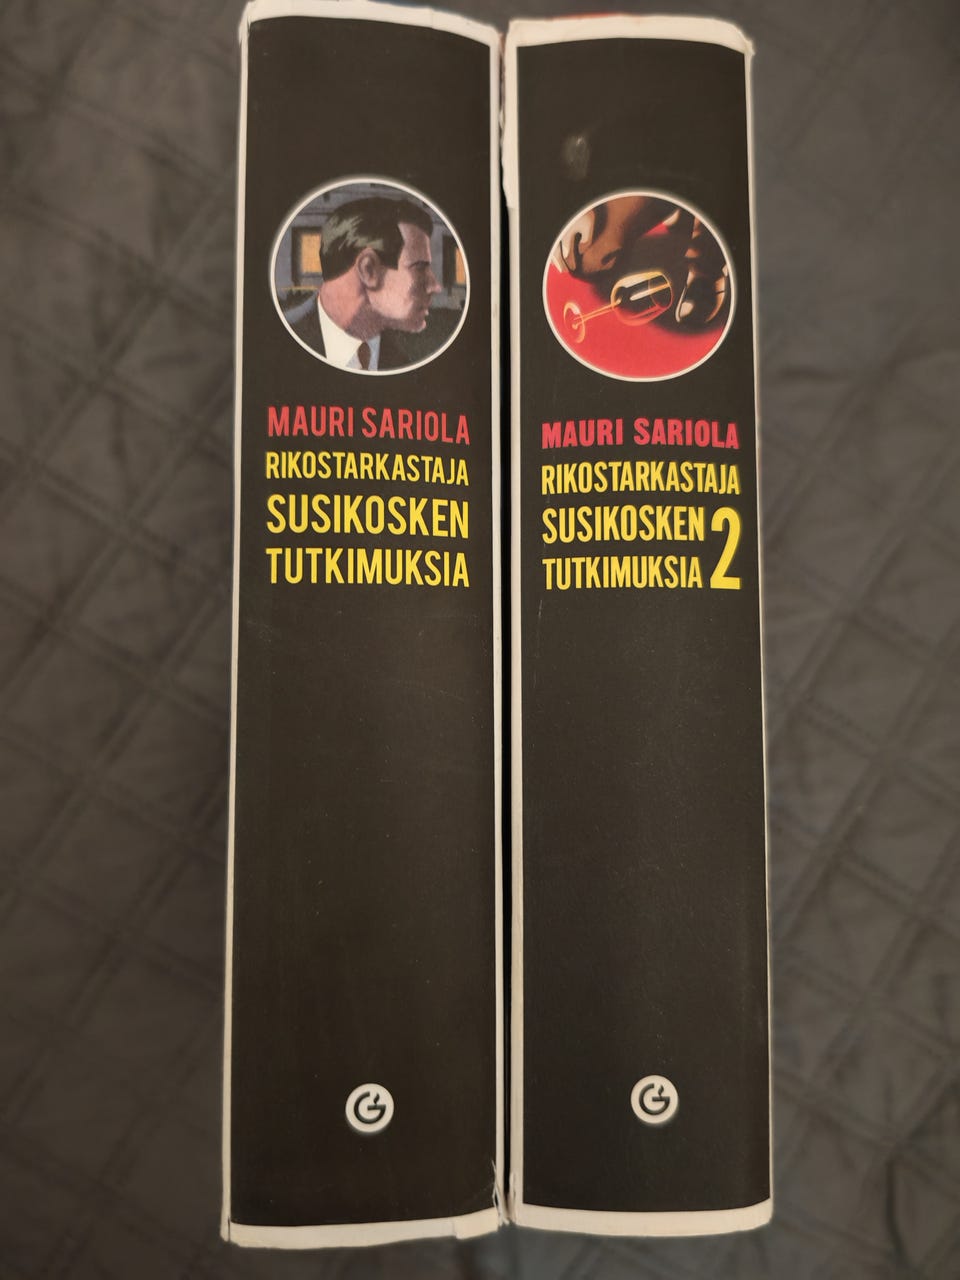 MAURI SARIOLA
RIKOSTARKASTAJA
SUSIKOSKEN
TUTKIMUKSIA
MAURI SARIOLA
RIKOSTARKASTAJA
SUSIKOSKEN 2
TUTKIMUKSIA
G
G